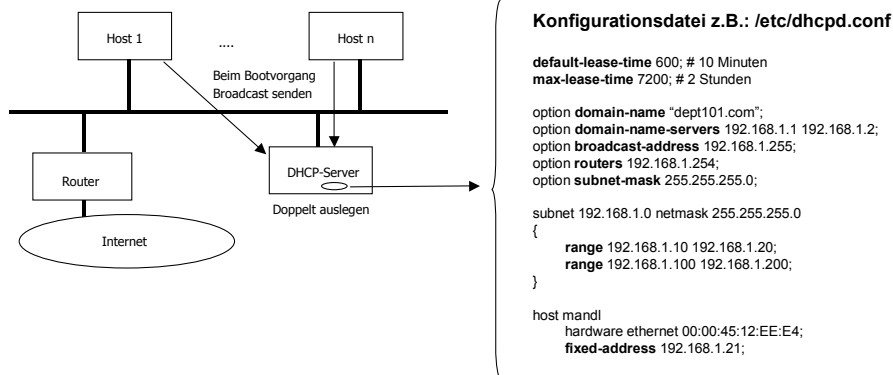 Host 1
....
Host n
Beim Bootvorgang
Broadcast senden
Router
DHCP-Server
Doppelt auslegen
Internet
Konfigurationsdatei z.B.: /etc/dhcpd.conf
default-lease-time 600; # 10 Minuten
max-lease-time 7200; # 2 Stunden
option domain-name “dept101.com”;
option domain-name-servers 192.168.1.1 192.168.1.2;
option broadcast-address 192.168.1.255;
option routers 192.168.1.254;
option subnet-mask 255.255.255.0;
subnet 192.168.1.0 netmask 255.255.255.0
{
range 192.168.1.10 192.168.1.20;
range 192.168.1.100 192.168.1.200;
}
host mandl
hardware ethernet 00:00:45:12:EE:E4;
fixed-address 192.168.1.21;